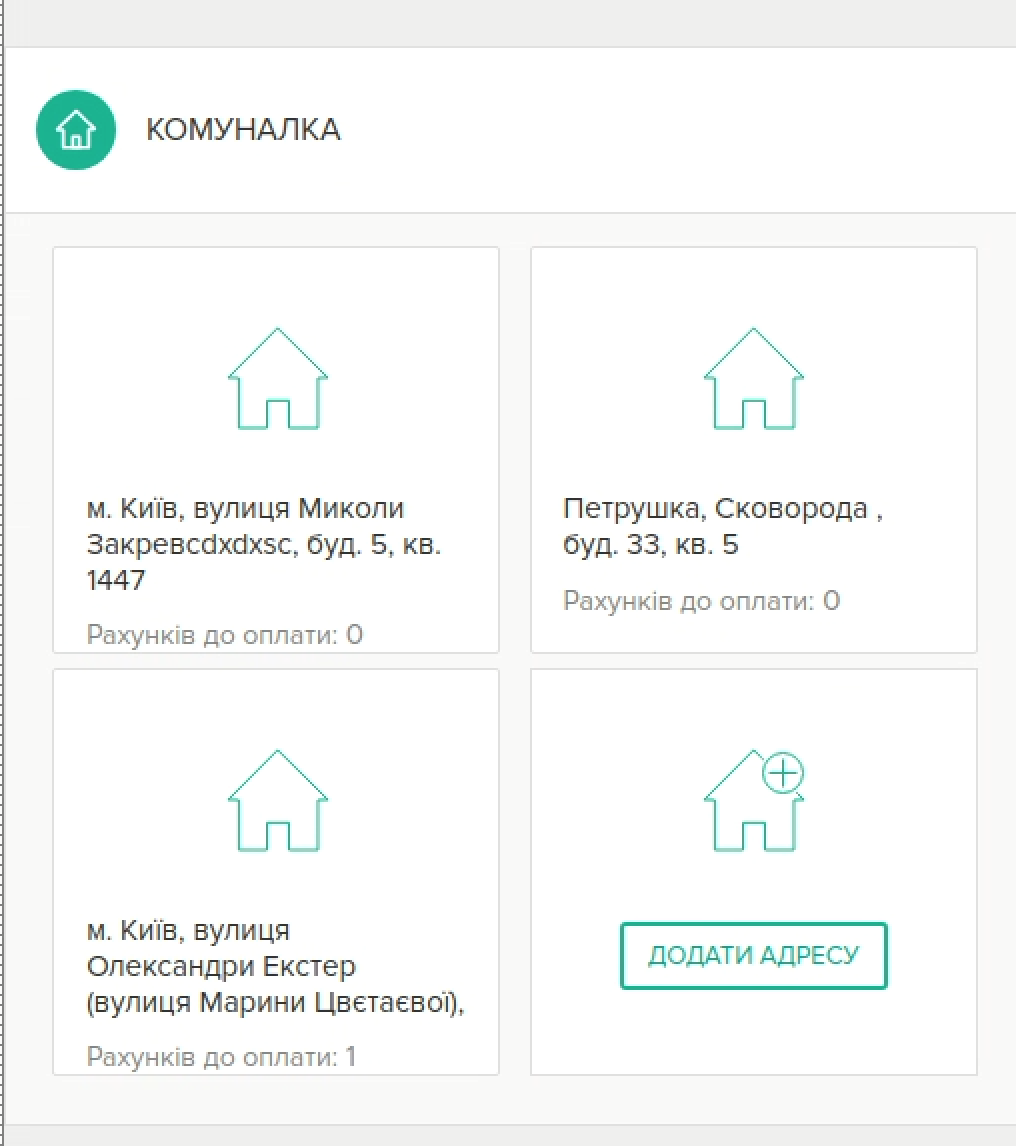 КОМУНАЛКА
м. Київ, вулиця Миколи
Закревсdxdxsc, буд. 5, кв.
1447
Рахунків до оплати: 0
Петрушка, Сковорода ,
буд. 33, кв. 5
Рахунків до оплати: 0
м. Київ, вулиця
Олександри Екстер
(вулиця Марини Цвєтаєвої),
Рахунків до оплати: 1
ДОДАТИ АДРЕСУ